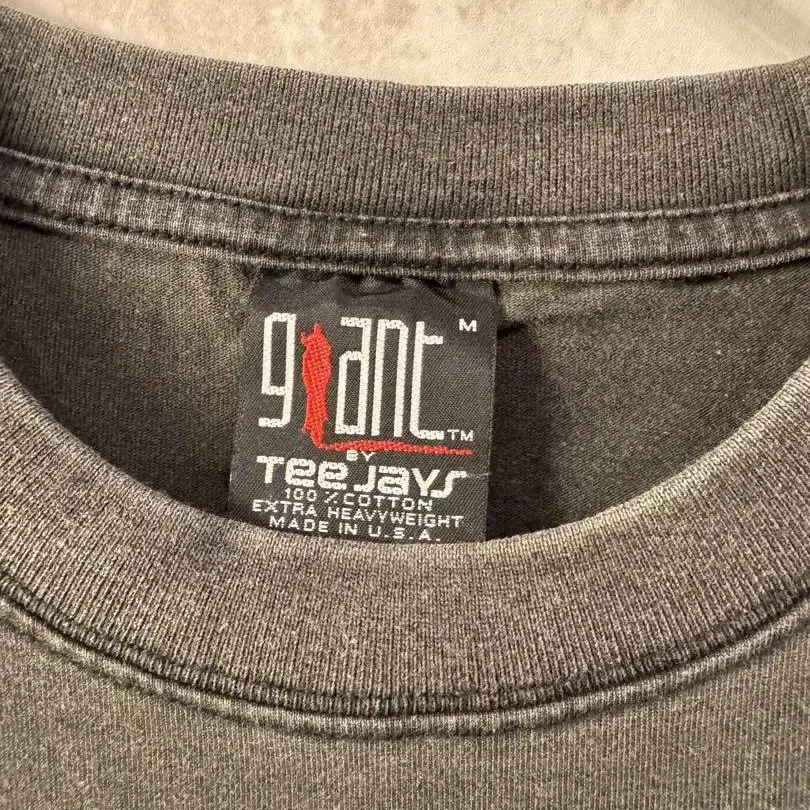 giant M
TM
BY
TEE JAYS
100% COTTON
EXTRA HEAVYWEIGHT
MADE IN U.S.A.